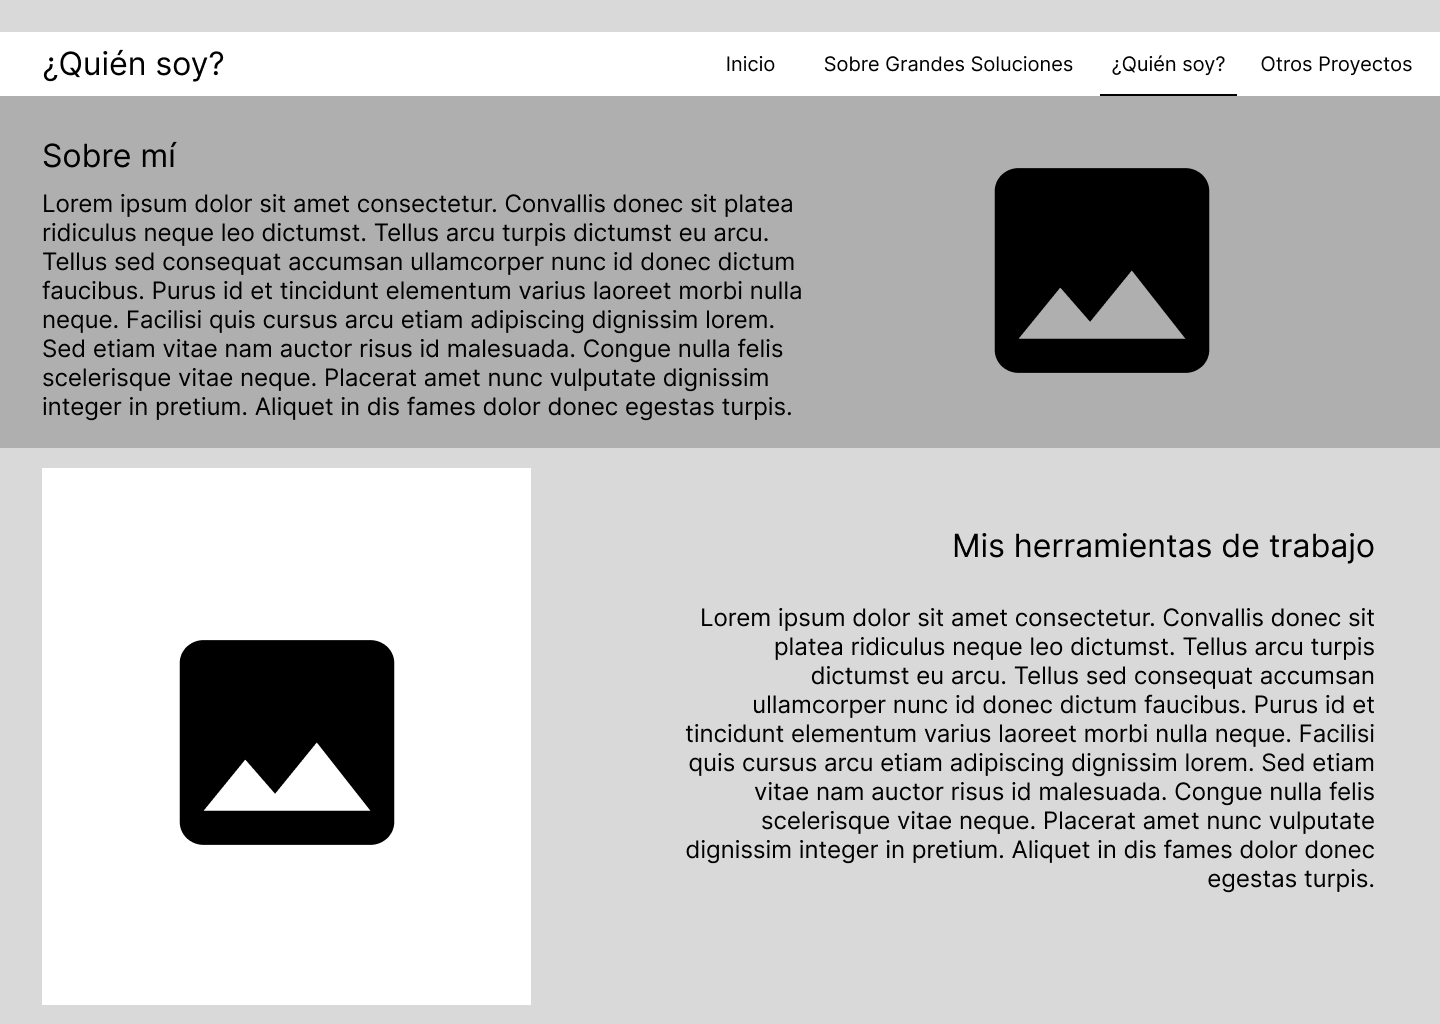 ¿Quién soy?
Inicio Sobre Grandes Soluciones ¿Quién soy? Otros Proyectos
Sobre mí
Lorem ipsum dolor sit amet consectetur. Convallis donec sit platea
ridiculus neque leo dictumst. Tellus arcu turpis dictumst eu arcu.
Tellus sed consequat accumsan ullamcorper nunc id donec dictum
faucibus. Purus id et tincidunt elementum varius laoreet morbi nulla
neque. Facilisi quis cursus arcu etiam adipiscing dignissim lorem.
Sed etiam vitae nam auctor risus id malesuada. Congue nulla felis
scelerisque vitae neque. Placerat amet nunc vulputate dignissim
integer in pretium. Aliquet in dis fames dolor donec egestas turpis.
Mis herramientas de trabajo
Lorem ipsum dolor sit amet consectetur. Convallis donec sit
platea ridiculus neque leo dictumst. Tellus arcu turpis
dictumst eu arcu. Tellus sed consequat accumsan
ullamcorper nunc id donec dictum faucibus. Purus id et
tincidunt elementum varius laoreet morbi nulla neque. Facilisi
quis cursus arcu etiam adipiscing dignissim lorem. Sed etiam
vitae nam auctor risus id malesuada. Congue nulla felis
scelerisque vitae neque. Placerat amet nunc vulputate
dignissim integer in pretium. Aliquet in dis fames dolor donec
egestas turpis.